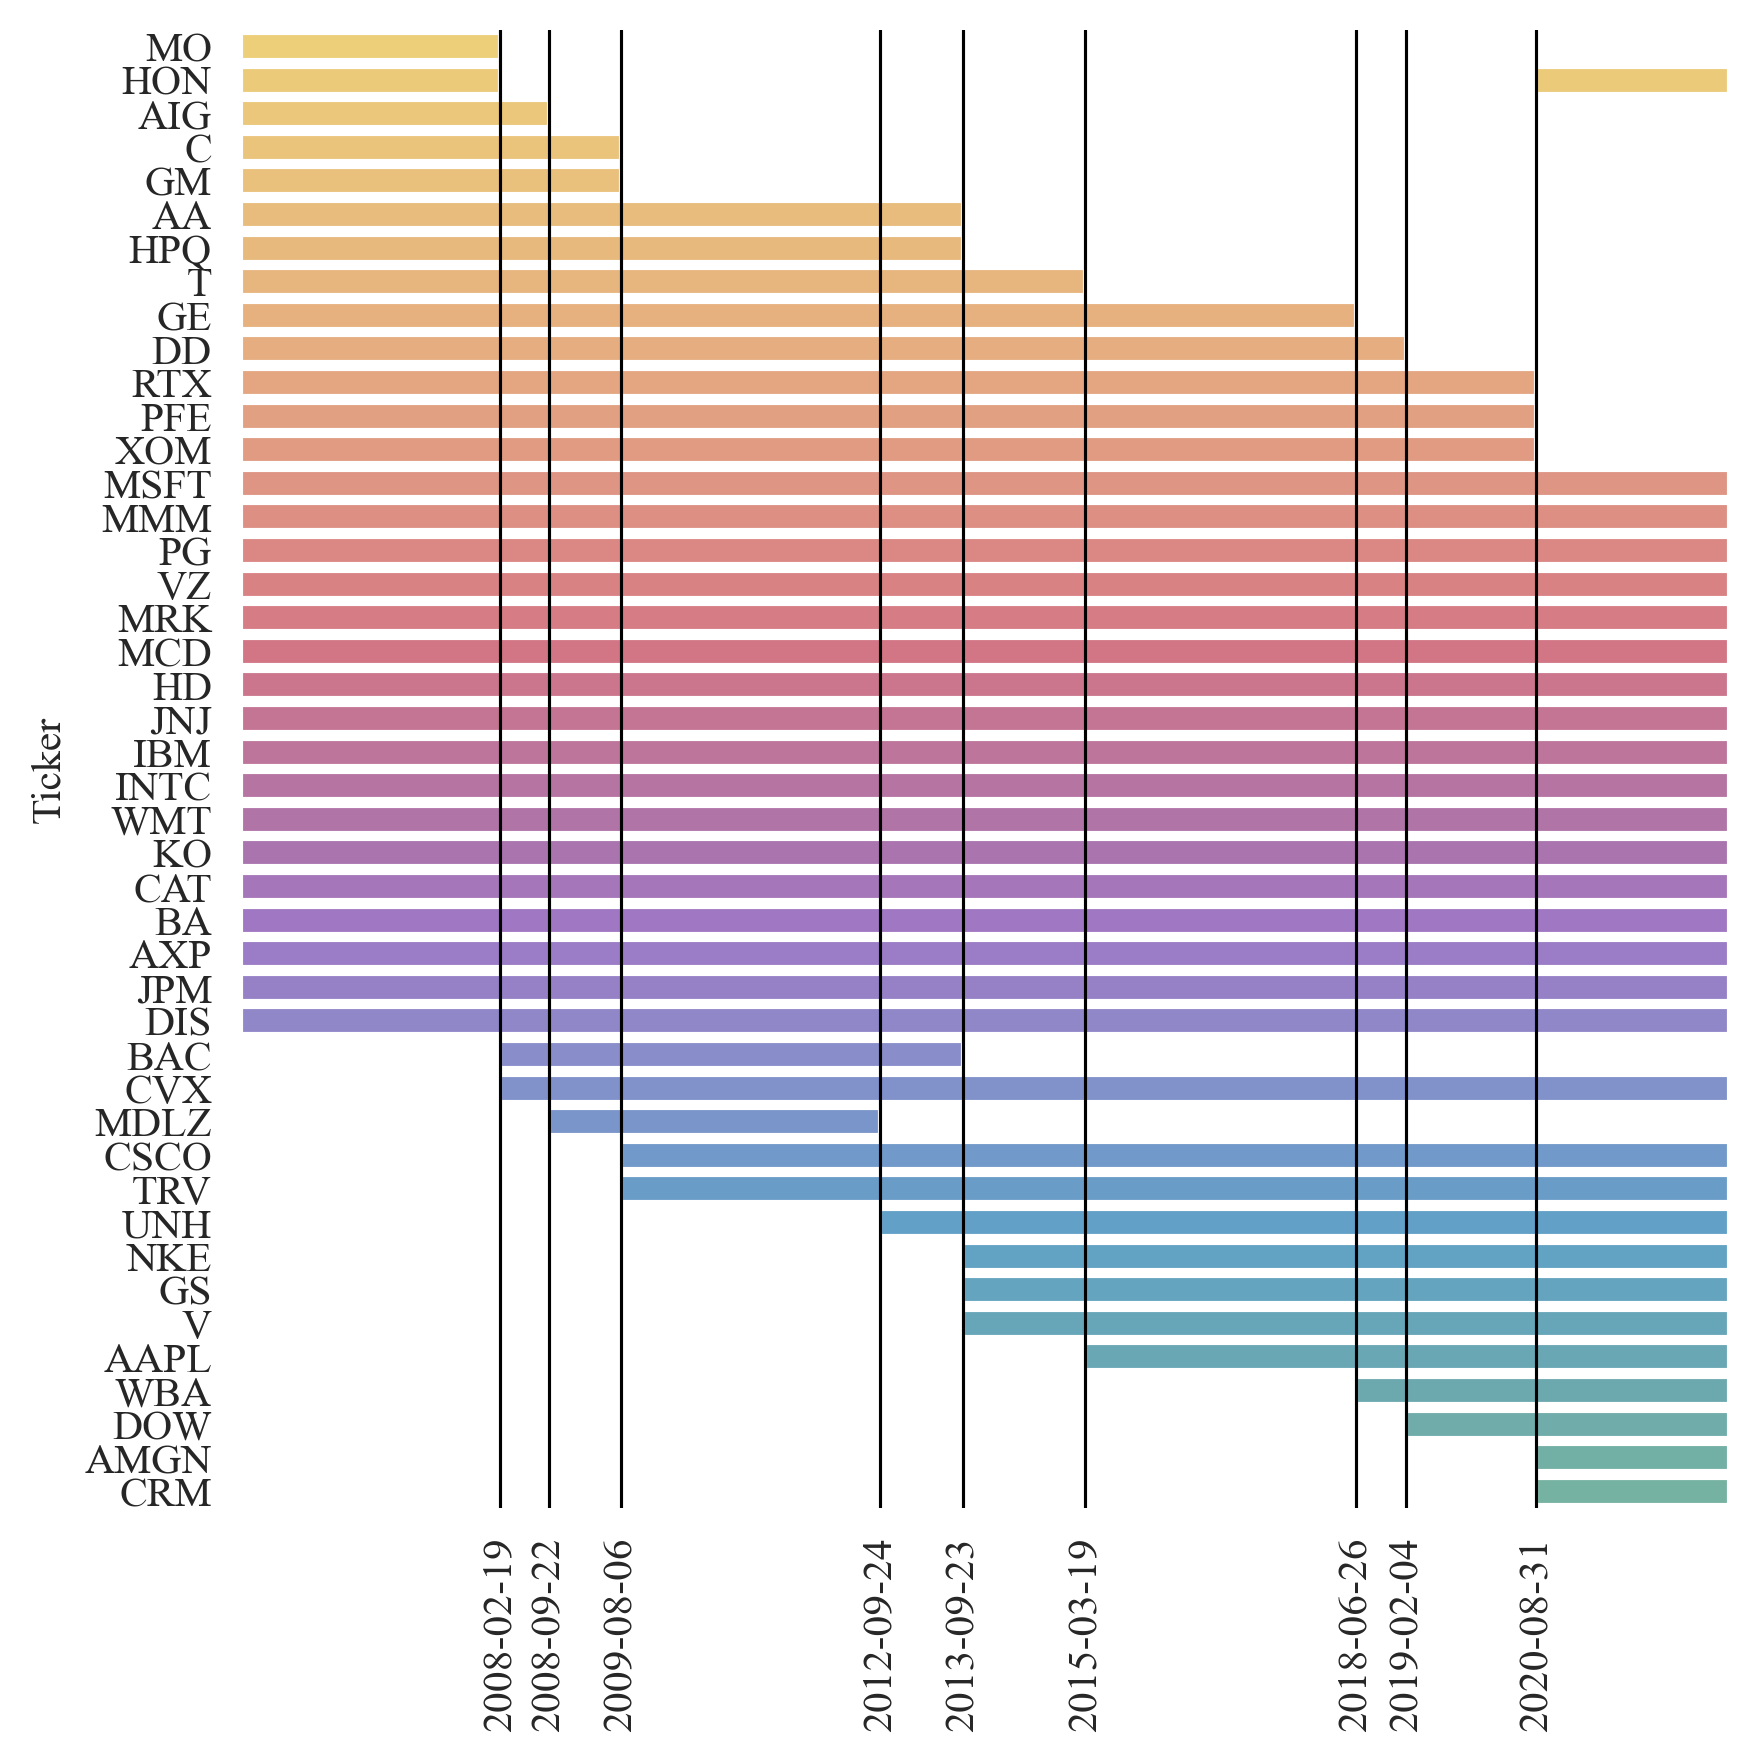 MO
HON
AIG
C
GM
AA
HPQ
T
GE
DD
RTX
PFE
XOM
MSFT
MMM
PG
VZ
MRK
MCD
HD
JNJ
IBM
INTC
WMT
KO
CAT
BA
AXP
JPM
DIS
BAC
CVX
MDLZ
CSCO
TRV
UNH
NKE
GS
V
AAPL
WBA
DOW
AMGN
CRM
Ticker
2008-02-19
2008-09-22
2009-08-06
2012-09-24
2013-09-23
2015-03-19
2018-06-26
2019-02-04
2020-08-31